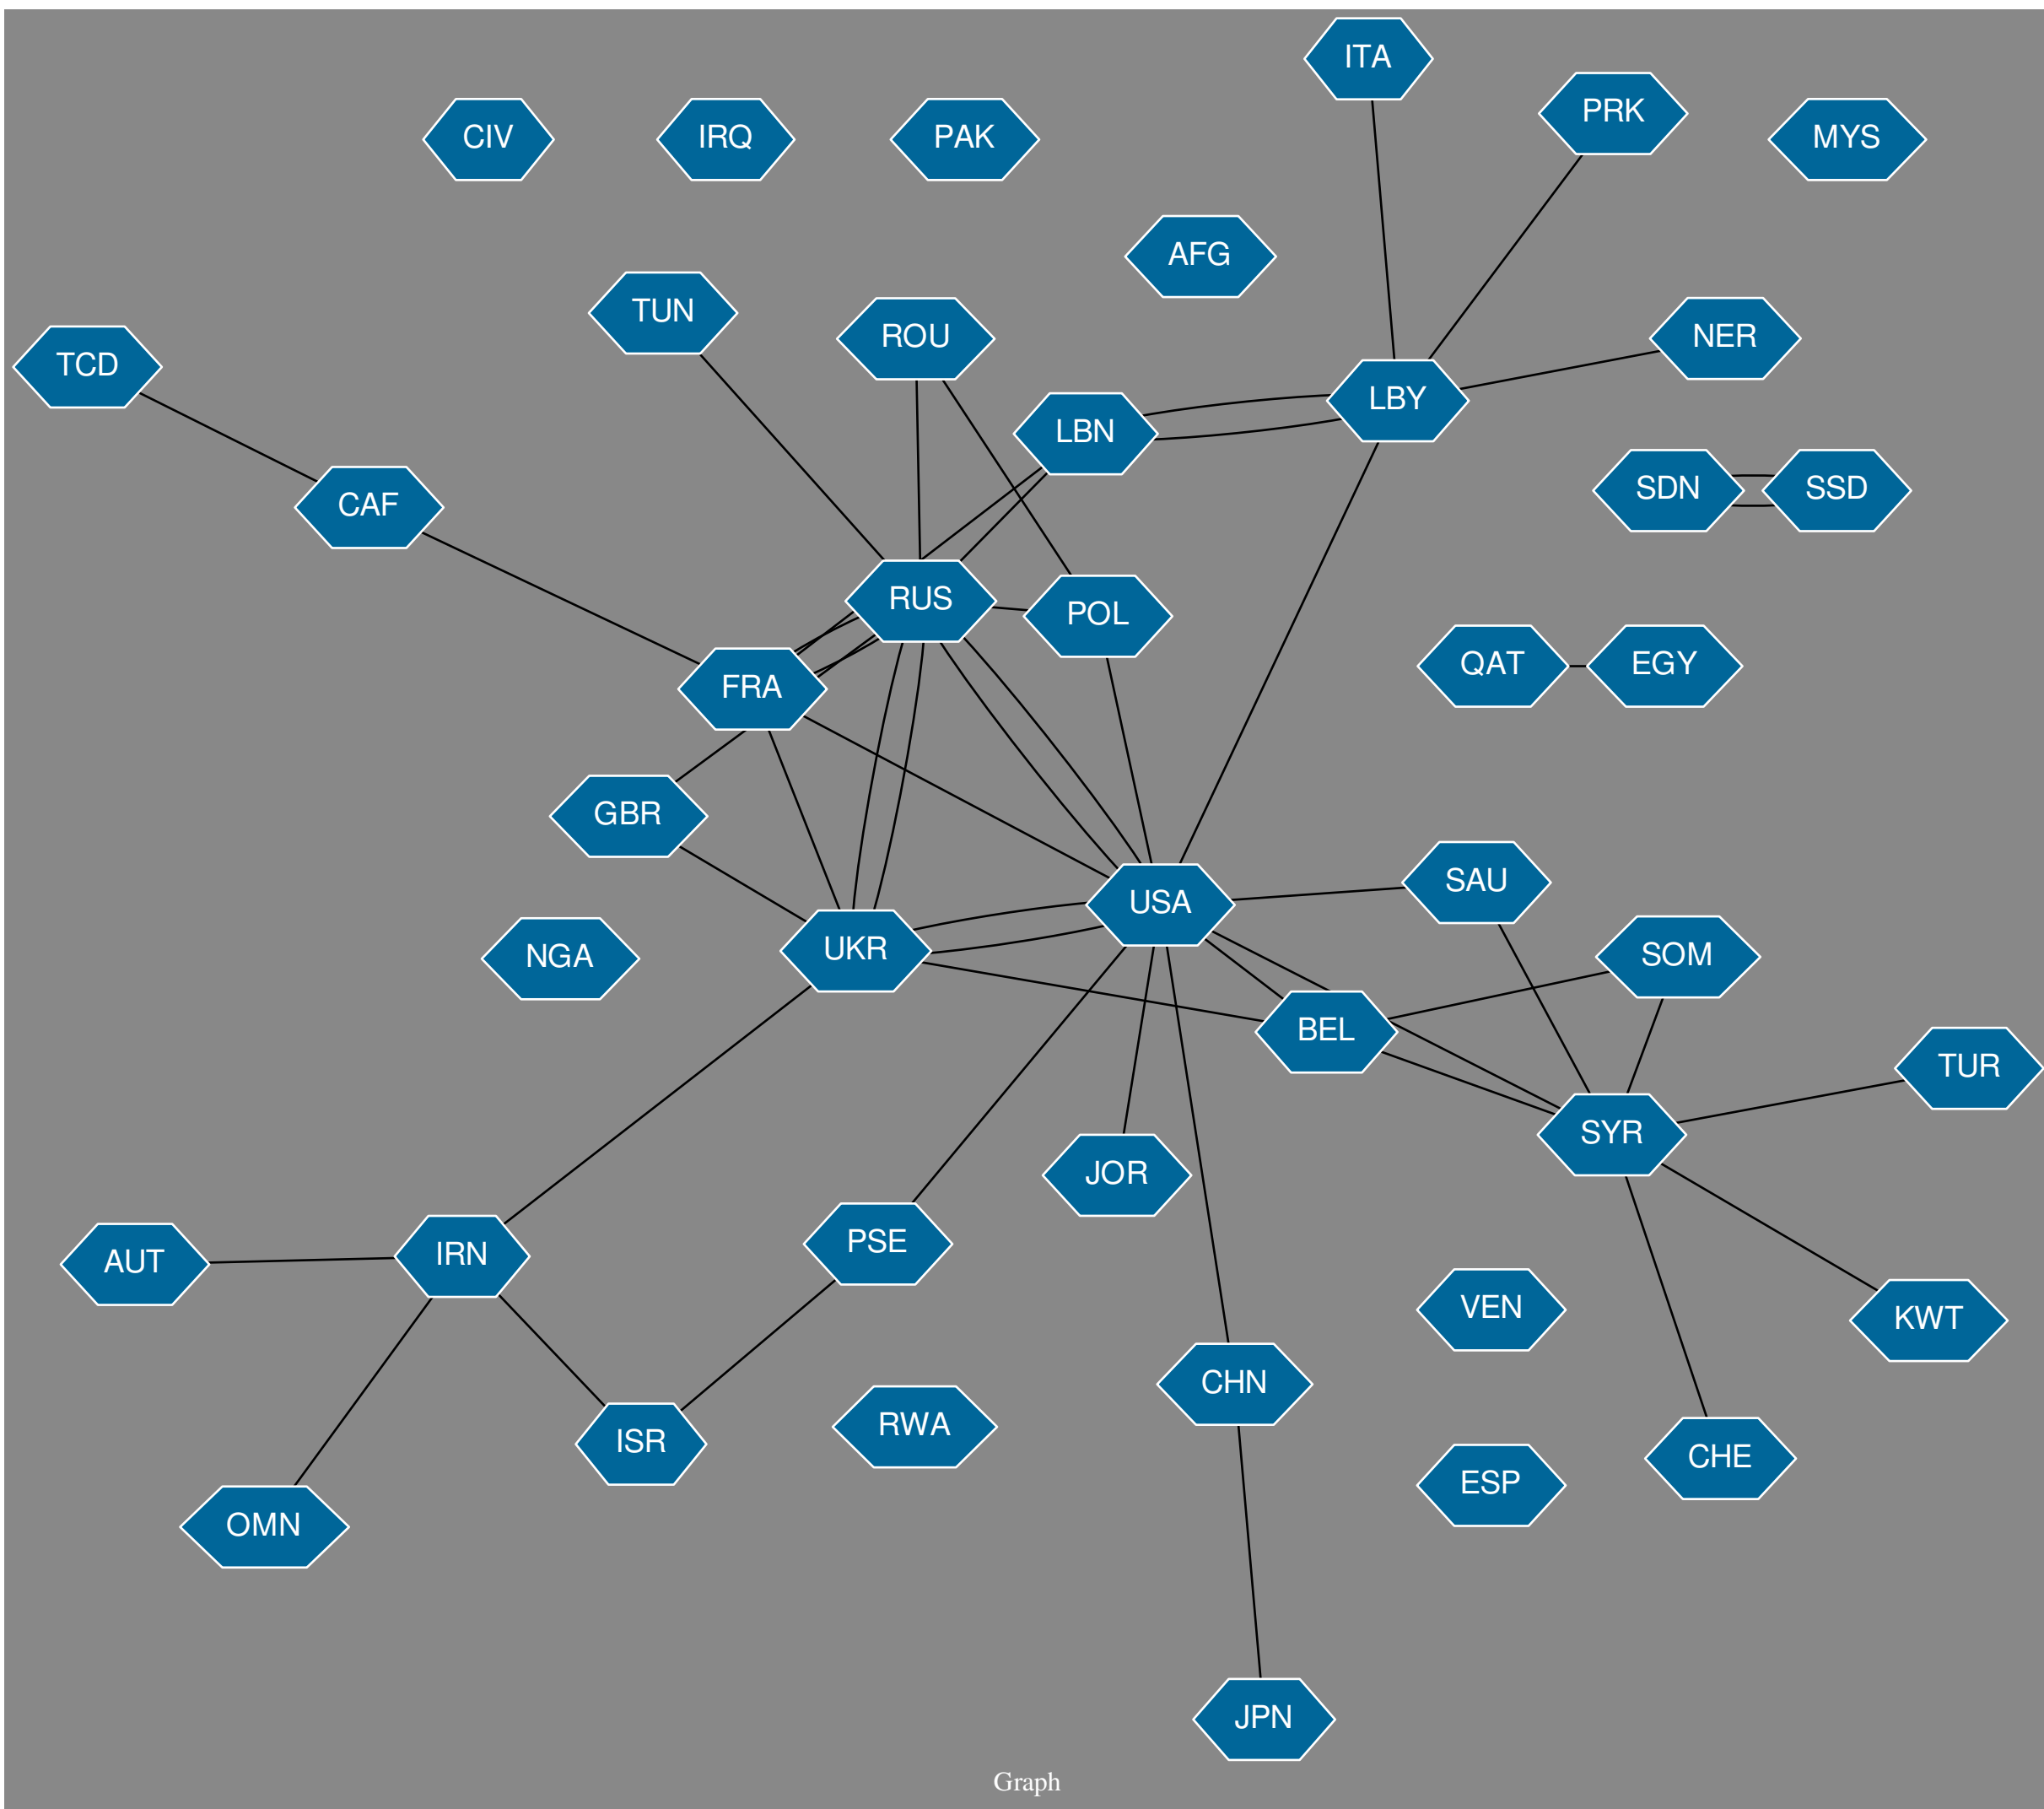 ITA
PRK
CIV
IRQ
PAK
MYS
AFG
TUN
ROU
NER
TCD
LBY
LBN
SDN
SSD
CAF
RUS
POL
QAT
EGY
FRA
GBR
SAU
USA
UKR
NGA
SOM
BEL
TUR
SYR
JOR
PSE
IRN
AUT
VEN
KWT
CHN
RWA
ISR
CHE
ESP
OMN
JPN
Graph